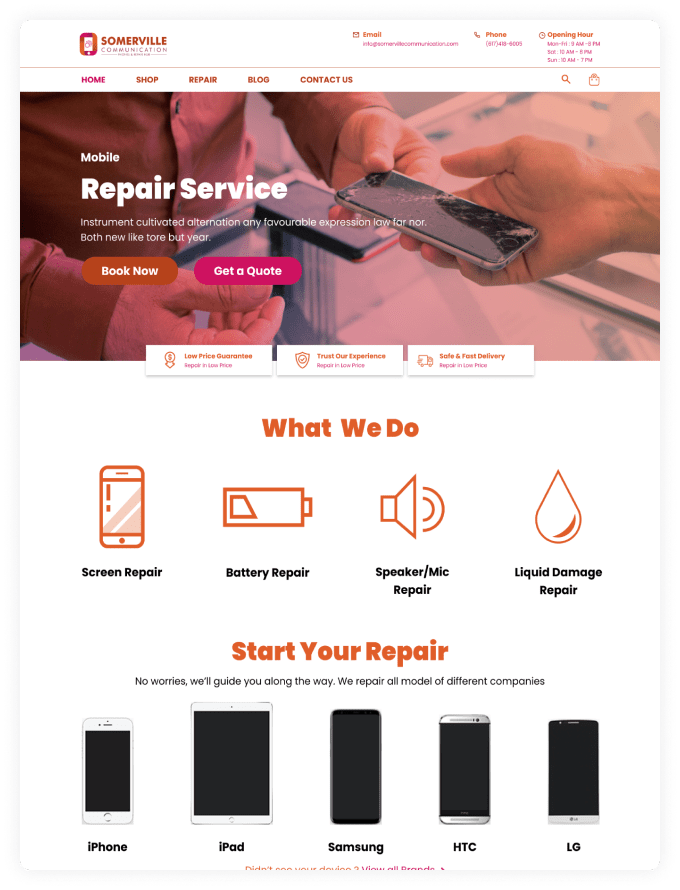 SOMERVILLE
COMMUNICATION
Email
info@somervillecommunication.com
Phone
(617)418-6005
Opening Hour
Mon-Fri : 9 AM - 8 PM
Sat : 10 AM - 8 PM
Sun : 10 AM - 7 PM
HOME SHOP REPAIR BLOG CONTACT US
Mobile
Repair Service
Instrument cultivated alternation any favourable expression law far nor.
Both new like tore but year.
Book Now Get a Quote
Low Price Guarantee
Repair in Low Price
Trust Our Experience
Repair in Low Price
Safe & Fast Delivery
Repair in Low Price
What We Do
Screen Repair
Battery Repair
Speaker/Mic
Repair
Liquid Damage
Repair
Start Your Repair
No worries, we'll guide you along the way. We repair all model of different companies
iPhone iPad Samsung HTC LG
Didn't see your device ? View all Brands